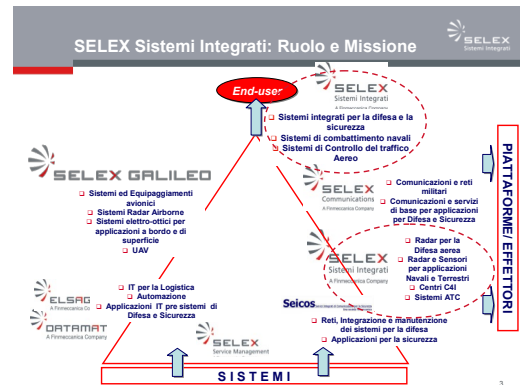 SELEX Sistemi Integrati: Ruolo e Missione
SELEX
Sistemi Integrati
End-user
SELEX
Sistemi Integrati
A Finmeccanica Company
Sistemi integrati per la difesa e la
sicurezza
Sistemi di combattimento navali
Sistemi di Controllo del traffico
Aereo
SELEX GALILEO
A Finmeccanica Company
Sistemi ed Equipaggiamenti
avionici
Sistemi Radar Airborne
Sistemi elettro-ottici per
applicazioni a bordo e di
superficie
UAV
SELEX
Communications
A Finmeccanica Company
Comunicazioni e reti
militari
Comunicazioni e servizi
di base per applicazioni
per Difesa e Sicurezza
SELEX
Sistemi Integrati
A Finmeccanica Company
Radar per la
Difesa aerea
Radar e Sensori
per applicazioni
Navali e Terrestri
Centri C4I
Sistemi ATC
PIATTAFORME/ EFFETTORI
ELSAG
A Finmeccanica Co
DATAMAT
A Finmeccanica Company
IT per la Logistica
Automazione
Applicazioni IT pre sistemi di
Difesa e Sicurezza
Seicos
Reti, Integrazione e manutenzione
dei sistemi per la difesa
Applicazioni per la sicurezza
SELEX
Service Management
SISTEMI
3